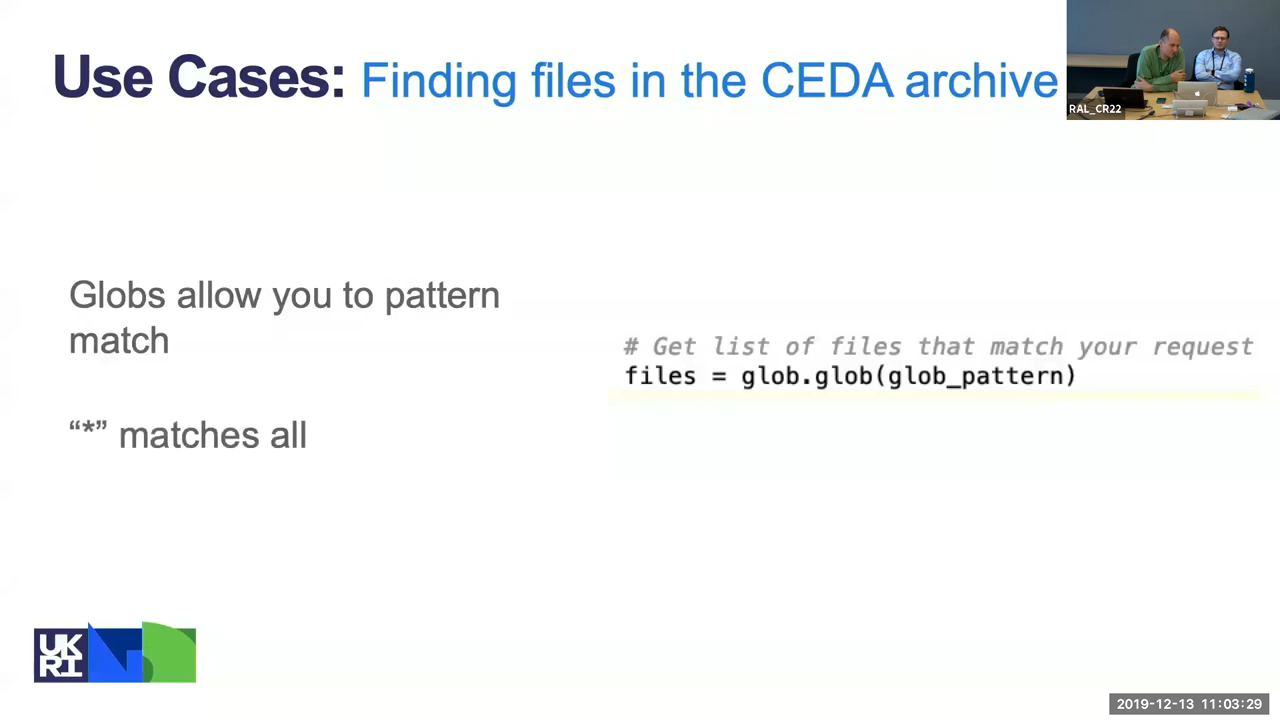 Use Cases: Finding files in the CEDA archive
RAL_CR22
Globs allow you to pattern
match
# Get list of files that match your request
files = glob.glob(glob_pattern)
“*” matches all
UK
RI
2019-12-13 11:03:29